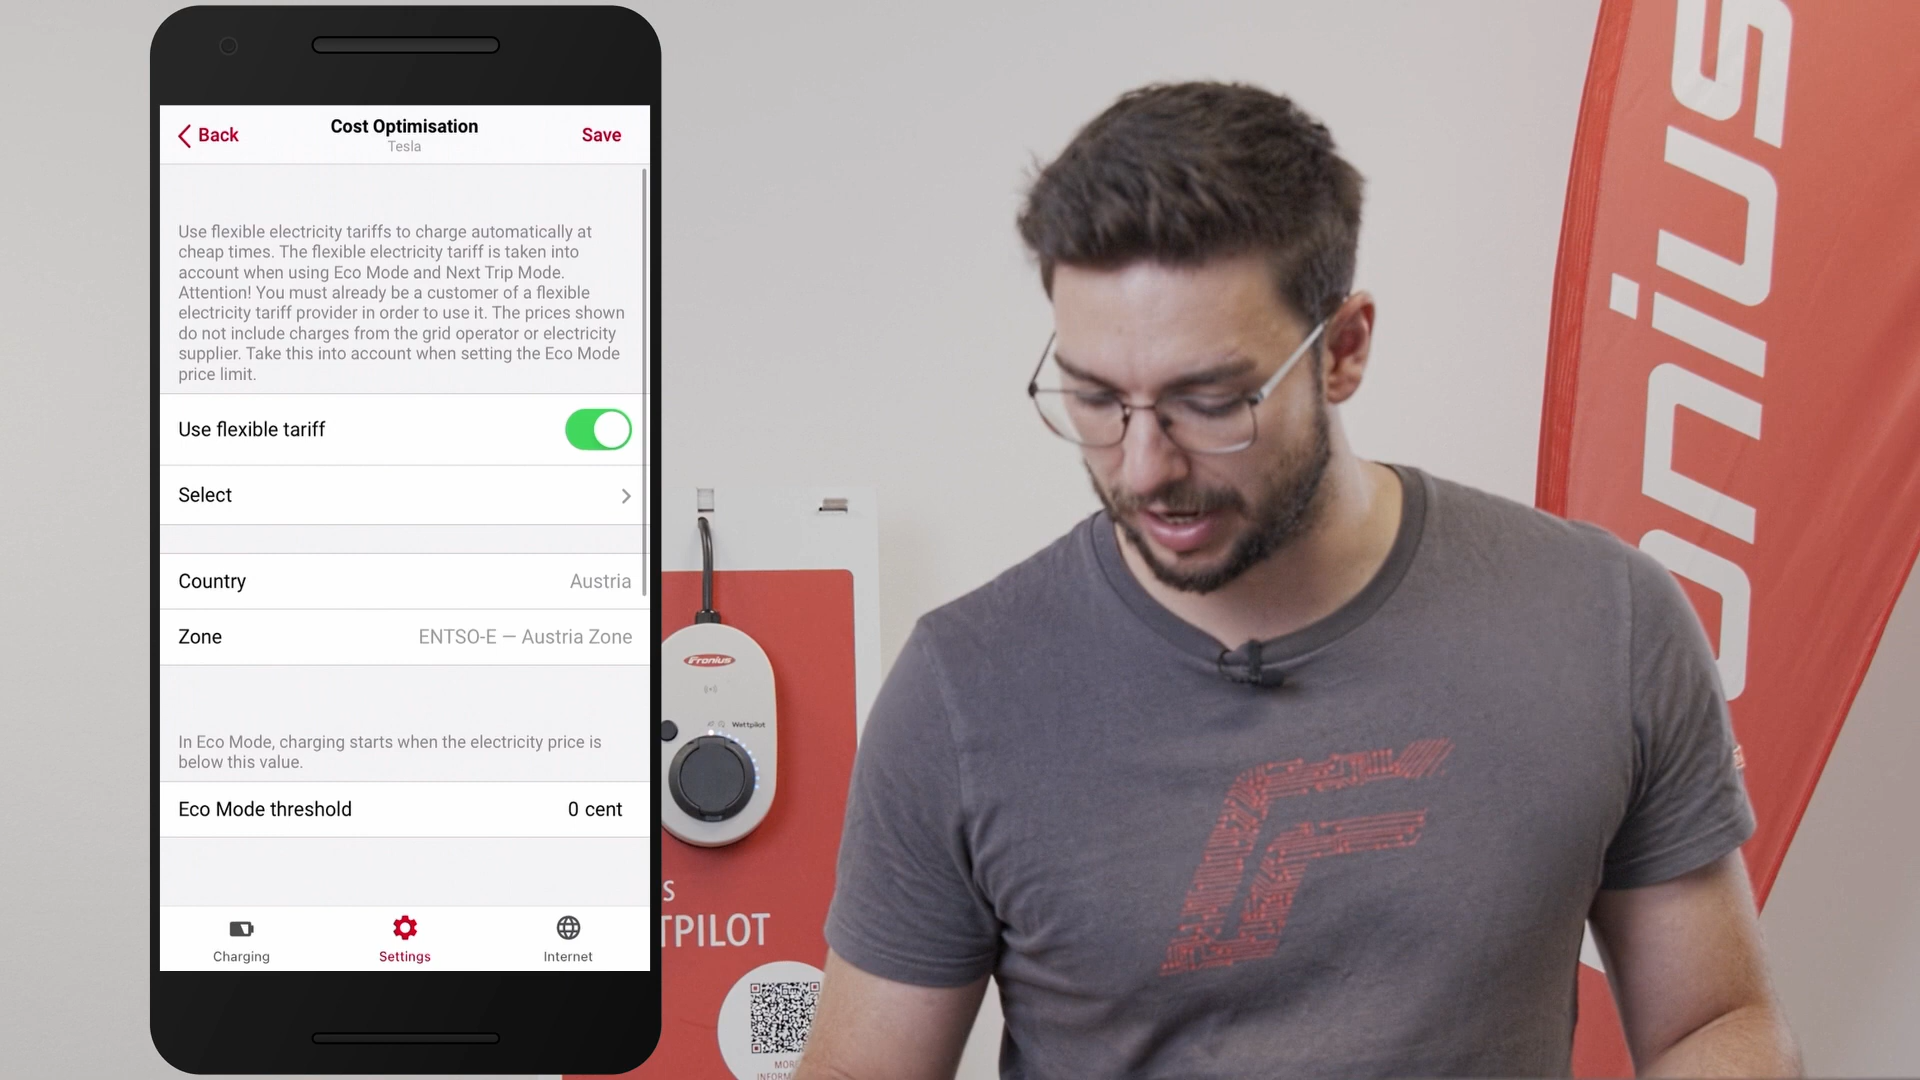 Back
Cost Optimisation
Tesla
Save
Use flexible electricity tariffs to charge automatically at
cheap times. The flexible electricity tariff is taken into
account when using Eco Mode and Next Trip Mode.
Attention! You must already be a customer of a flexible
electricity tariff provider in order to use it. The prices shown
do not include charges from the grid operator or electricity
supplier. Take this into account when setting the Eco Mode
price limit.
Use flexible tariff
Select
Country Austria
Zone ENTSO-E — Austria Zone
In Eco Mode, charging starts when the electricity price is
below this value.
Eco Mode threshold 0 cent
Charging
Settings
Internet
Fronius
Wattpilot
S
TPILOT
MOR
INFORM
onius